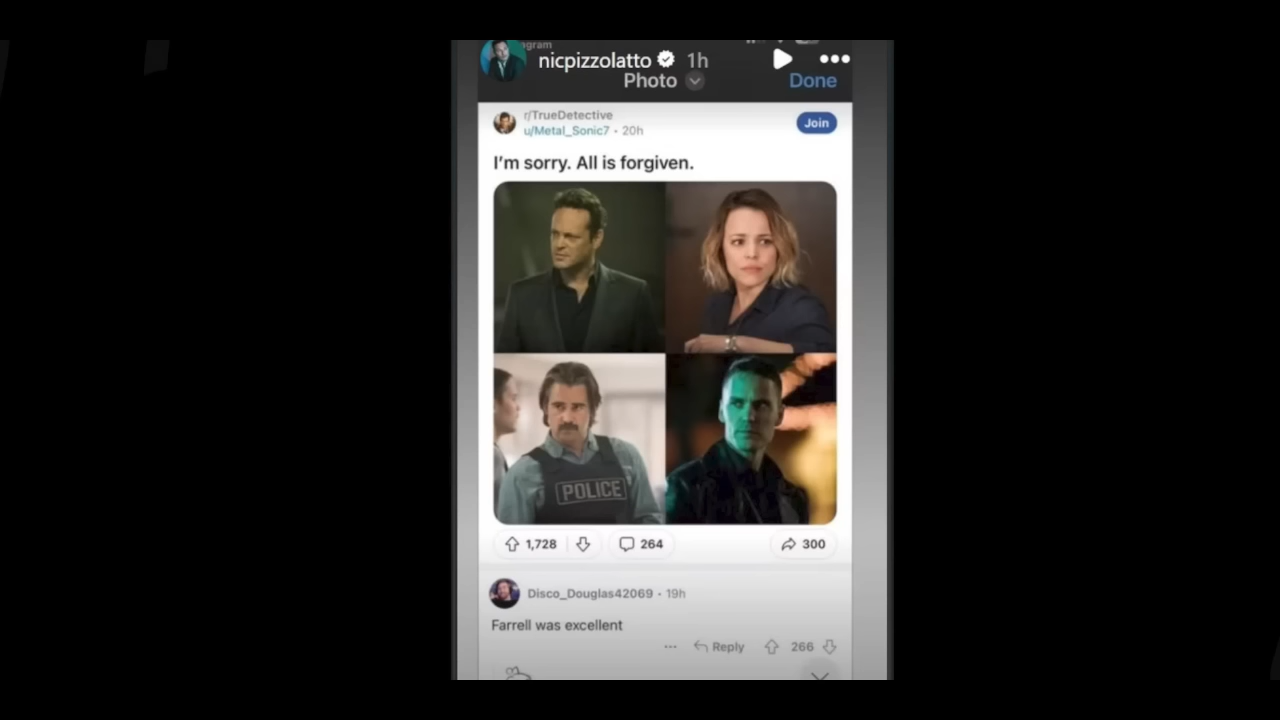 gram
nicpizzolatto 1h
Photo
Done
r/TrueDetective
u/Metal_Sonic7 • 20h
Join
I'm sorry. All is forgiven.
POLICE
1,728
264
300
Disco_Douglas42069 • 19h
Farrell was excellent
... Reply 266